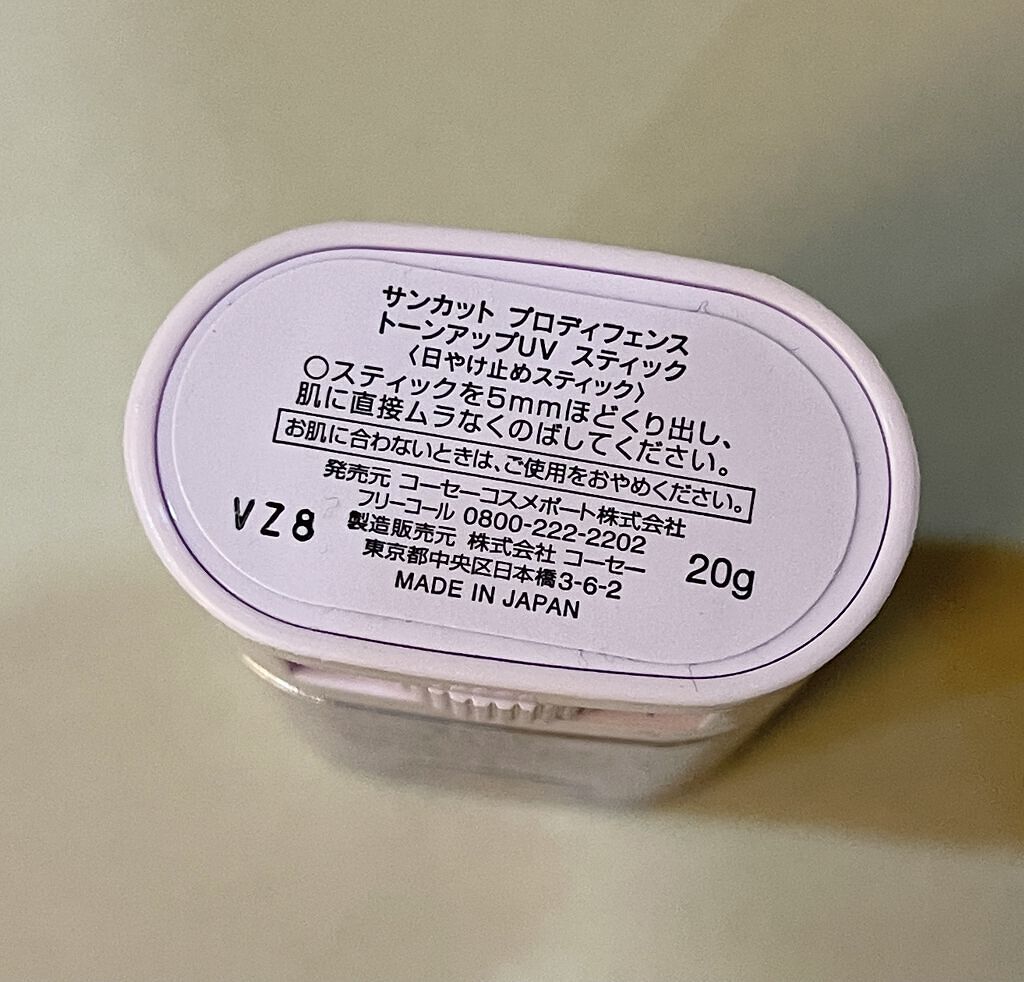 サンカット プロディフェンス
トーンアップUV スティック
〈日やけ止めスティック〉
○スティックを5mmほどくり出し、
肌に直接ムラなくのばしてください。
お肌に合わないときは、ご使用をおやめください。
発売元 コーセーコスメポート株式会社
フリーコール 0800-222-2202
製造販売元 株式会社 コーセー
東京都中央区日本橋3-6-2
MADE IN JAPAN
VZ8
20g